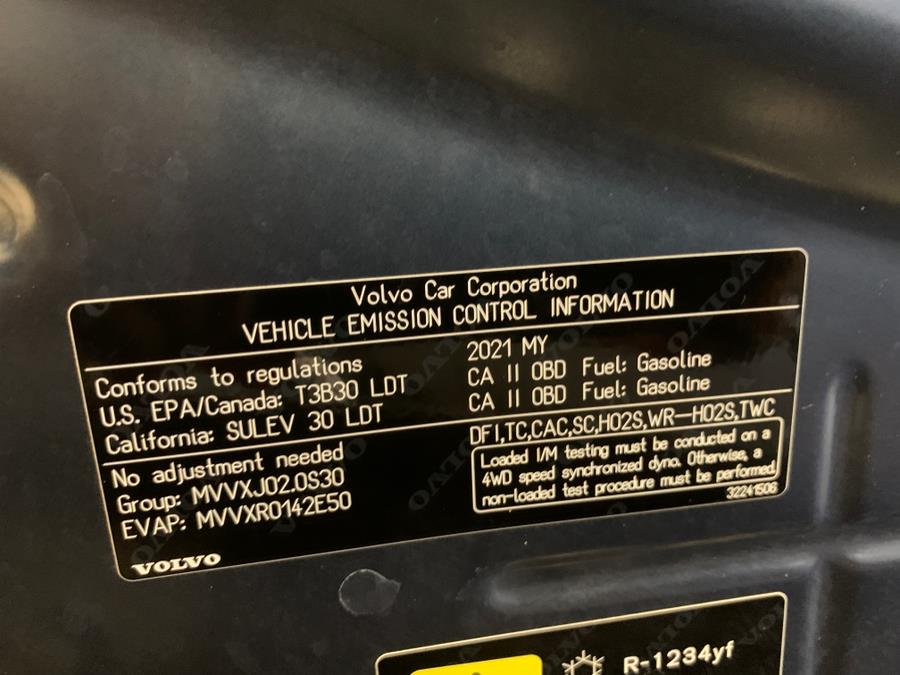 Volvo Car Corporation
VEHICLE EMISSION CONTROL INFORMATION
Conforms to regulations
2021 MY
U.S. EPA/Canada: T3B30 LDT
CA II OBD Fuel: Gasoline
California: SULEV 30 LDT
CA II OBD Fuel: Gasoline
No adjustment needed
Group: MVVXJ02.0S30
EVAP: MVVXR0142E50
DFI,TC,CAC,SC,HO2S,WR-HO2S,TWC
Loaded I/M testing must be conducted on a
4WD speed synchronized dyno. Otherwise, a
non-loaded test procedure must be performed.
32241506
VOLVO
R-1234yf